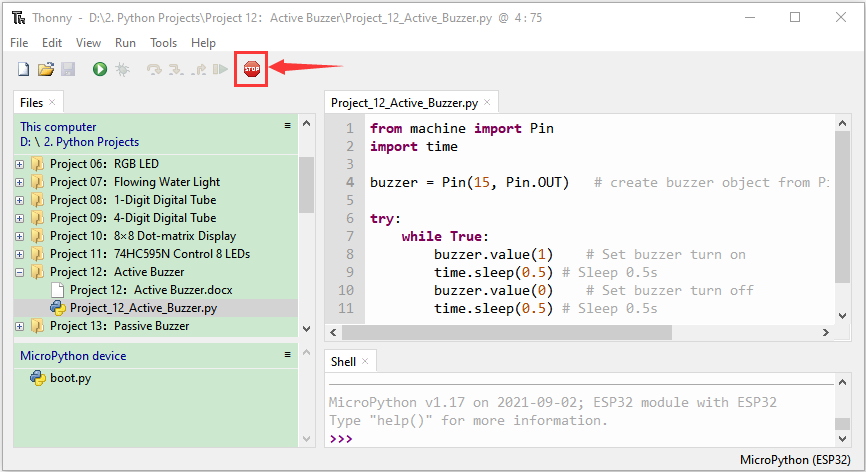 Thonny - D:\2. Python Projects\Project 12：Active Buzzer\Project_12_Active_Buzzer.py @ 4 : 75
File Edit View Run Tools Help
STOP
Files
This computer
D: \ 2. Python Projects
Project 06：RGB LED
Project 07：Flowing Water Light
Project 08：1-Digit Digital Tube
Project 09：4-Digit Digital Tube
Project 10：8×8 Dot-matrix Display
Project 11：74HC595N Control 8 LEDs
Project 12：Active Buzzer
Project 12：Active Buzzer.docx
Project_12_Active_Buzzer.py
Project 13：Passive Buzzer
MicroPython device
boot.py
Project_12_Active_Buzzer.py
1 from machine import Pin
2 import time
3
4 buzzer = Pin(15, Pin.OUT) # create buzzer object from Pi
5
6 try:
7 while True:
8 buzzer.value(1) # Set buzzer turn on
9 time.sleep(0.5) # Sleep 0.5s
10 buzzer.value(0) # Set buzzer turn off
11 time.sleep(0.5) # Sleep 0.5s
Shell
MicroPython v1.17 on 2021-09-02; ESP32 module with ESP32
Type "help()" for more information.
>>>
MicroPython (ESP32)